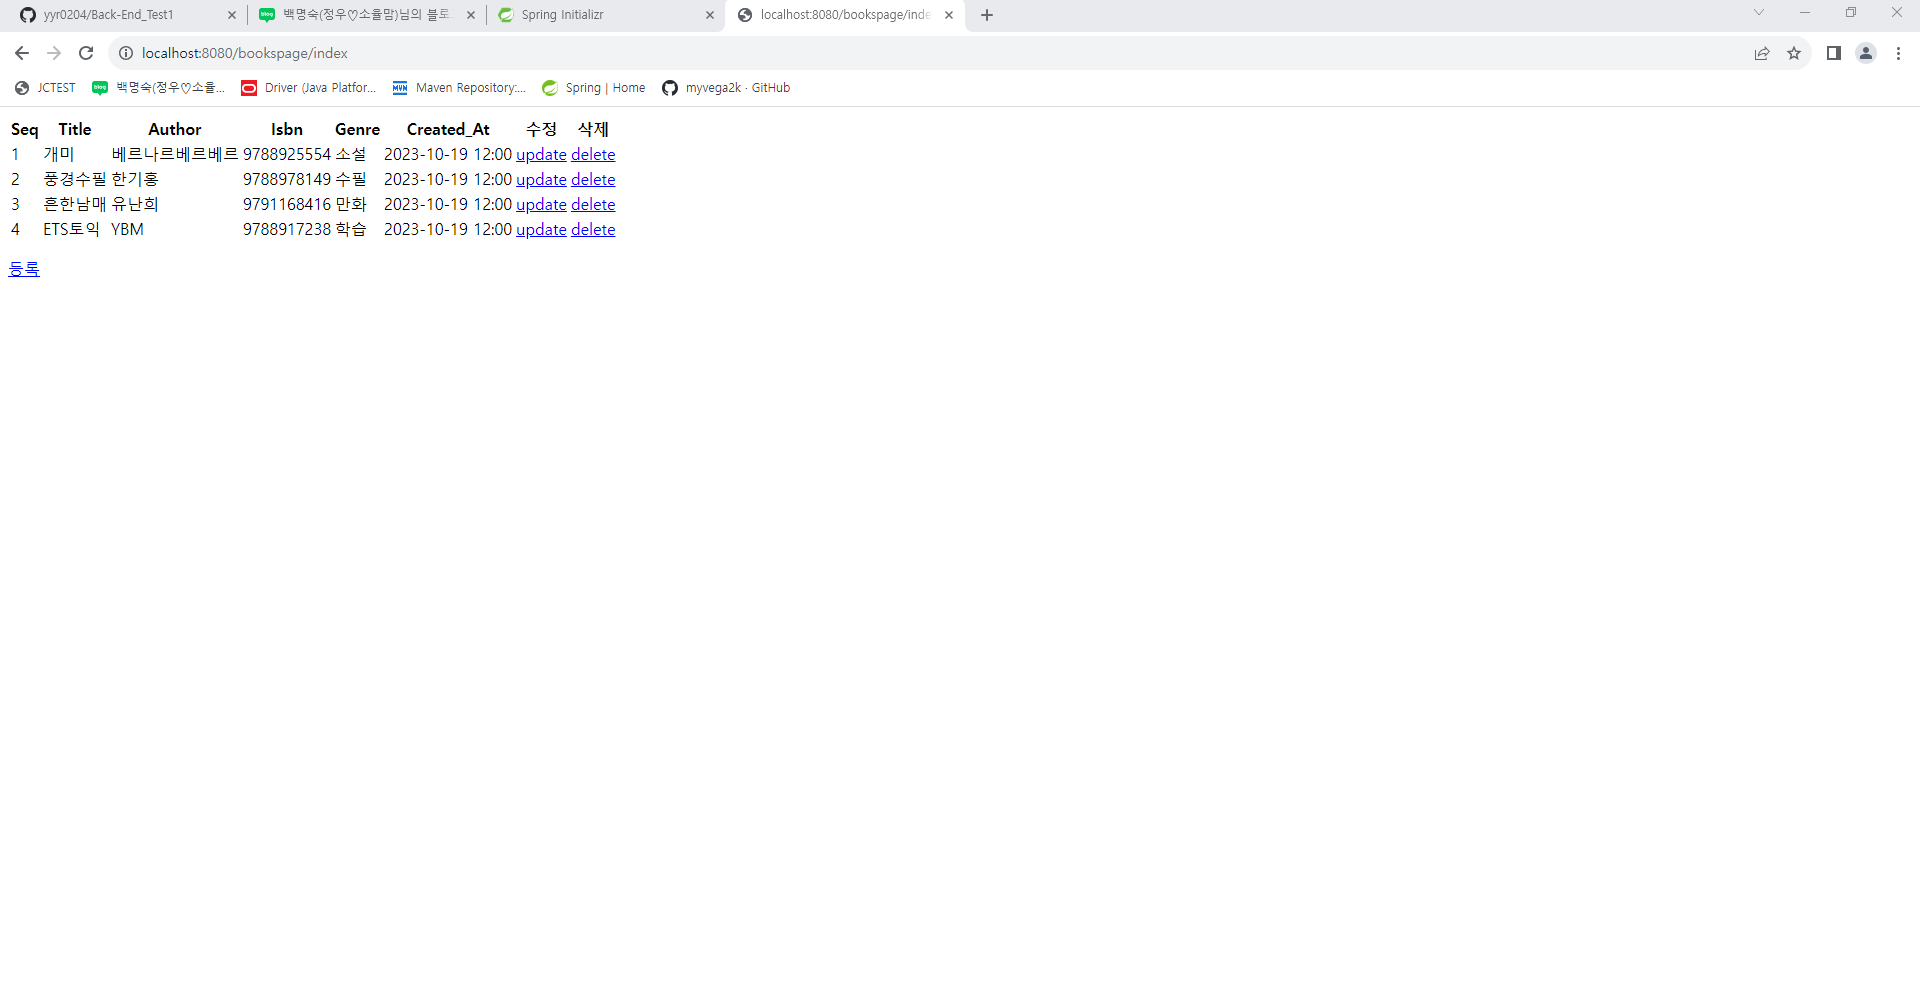 yyr0204/Back-End_Test1
백명숙(정우♡소율맘)님의 블로
Spring Initializr
localhost:8080/bookspage/inde
localhost:8080/bookspage/index
JCTEST 백명숙(정우♡소율... Driver (Java Platfor... Maven Repository:... Spring | Home myvega2k · GitHub
Seq Title Author Isbn Genre Created_At 수정 삭제
1 개미 베르나르베르베르 9788925554 소설 2023-10-19 12:00 update delete
2 풍경수필 한기홍 9788978149 수필 2023-10-19 12:00 update delete
3 흔한남매 유난희 9791168416 만화 2023-10-19 12:00 update delete
4 ETS토익 YBM 9788917238 학습 2023-10-19 12:00 update delete
등록